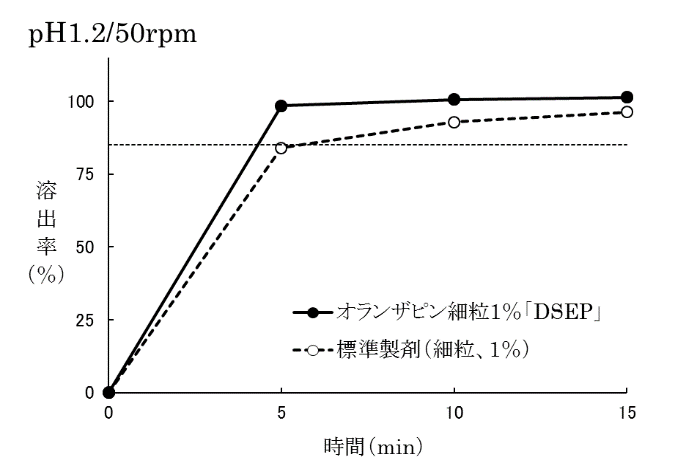 pH1.2/50rpm
100
75
50
25
0
溶出率(%)
オランザピン細粒1%「DSEP」
標準製剤(細粒、1%)
0 5 10 15
時間(min)